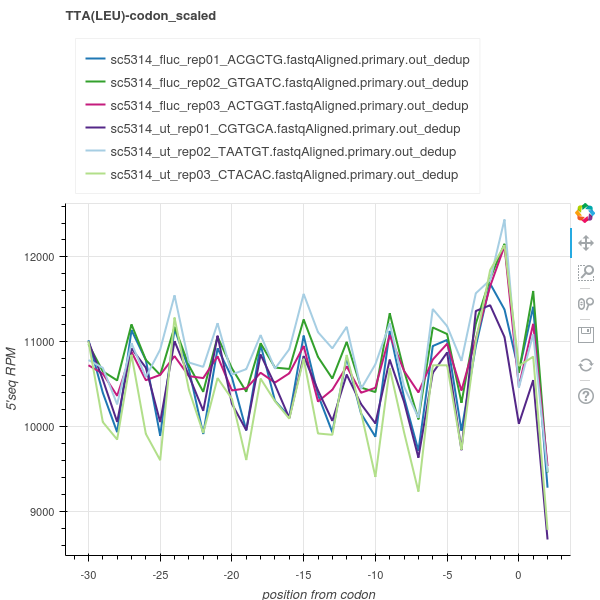 TTA(LEU)-codon_scaled
sc5314_fluc_rep01_ACGCTG.fastqAligned.primary.out_dedup
sc5314_fluc_rep02_GTGATC.fastqAligned.primary.out_dedup
sc5314_fluc_rep03_ACTGGT.fastqAligned.primary.out_dedup
sc5314_ut_rep01_CGTGCA.fastqAligned.primary.out_dedup
sc5314_ut_rep02_TAATGT.fastqAligned.primary.out_dedup
sc5314_ut_rep03_CTACAC.fastqAligned.primary.out_dedup
12000
11000
10000
9000
5'seq RPM
-30 -25 -20 -15 -10 -5 0
position from codon